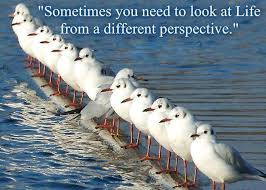 "Sometimes you need to look at Life
from a different perspective."